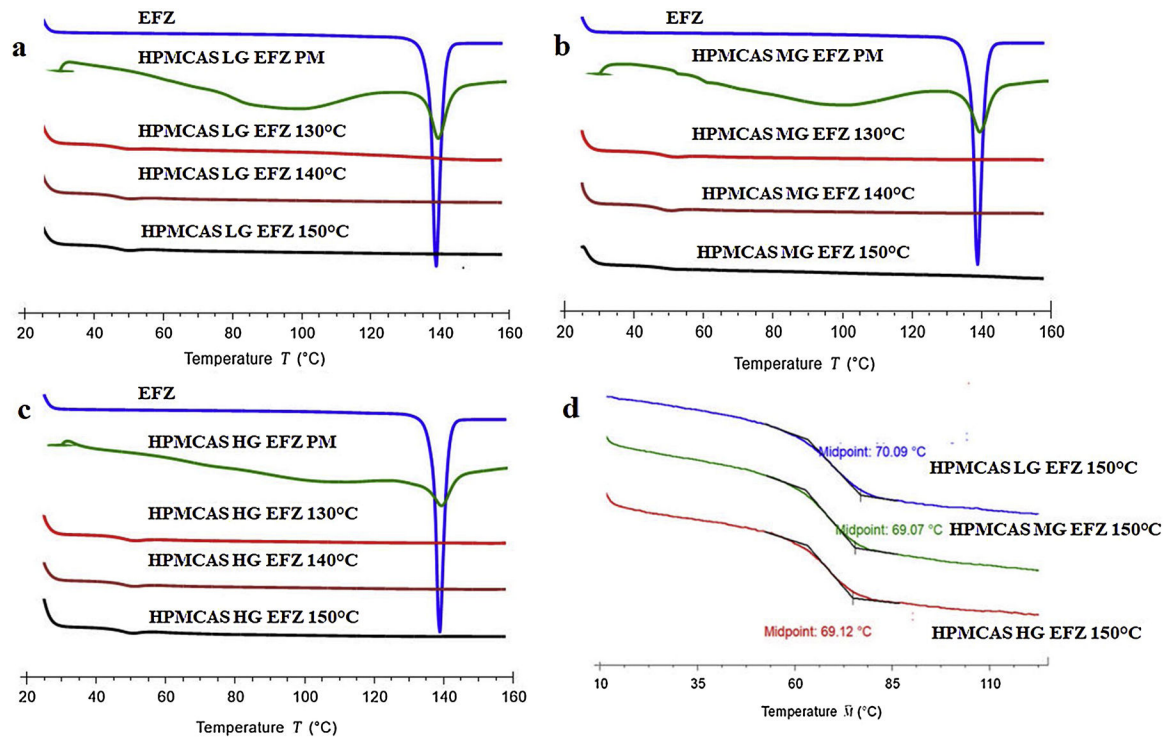 a
EFZ
HPMCAS LG EFZ PM
HPMCAS LG EFZ 130°C
HPMCAS LG EFZ 140°C
HPMCAS LG EFZ 150°C
20 40 60 80 100 120 140 160
Temperature T (°C)
b
EFZ
HPMCAS MG EFZ PM
HPMCAS MG EFZ 130°C
HPMCAS MG EFZ 140°C
HPMCAS MG EFZ 150°C
20 40 60 80 100 120 140 160
Temperature T (°C)
c
EFZ
HPMCAS HG EFZ PM
HPMCAS HG EFZ 130°C
HPMCAS HG EFZ 140°C
HPMCAS HG EFZ 150°C
20 40 60 80 100 120 140 160
Temperature T (°C)
d
Midpoint: 70.09 °C
HPMCAS LG EFZ 150°C
Midpoint: 69.07 °C
HPMCAS MG EFZ 150°C
Midpoint: 69.12 °C
HPMCAS HG EFZ 150°C
10 35 60 85 110
Temperature (°C)